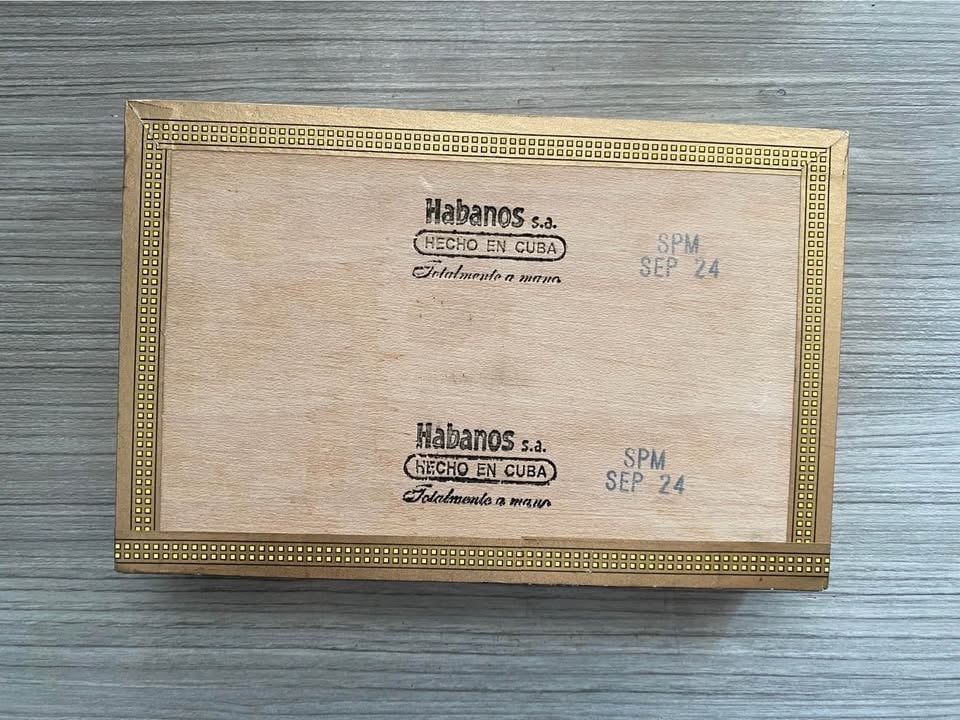 Habanos s.a.
HECHO EN CUBA
Totalmente a mano
SPM
SEP 24
Habanos s.a.
HECHO EN CUBA
Totalmente a mano
SPM
SEP 24